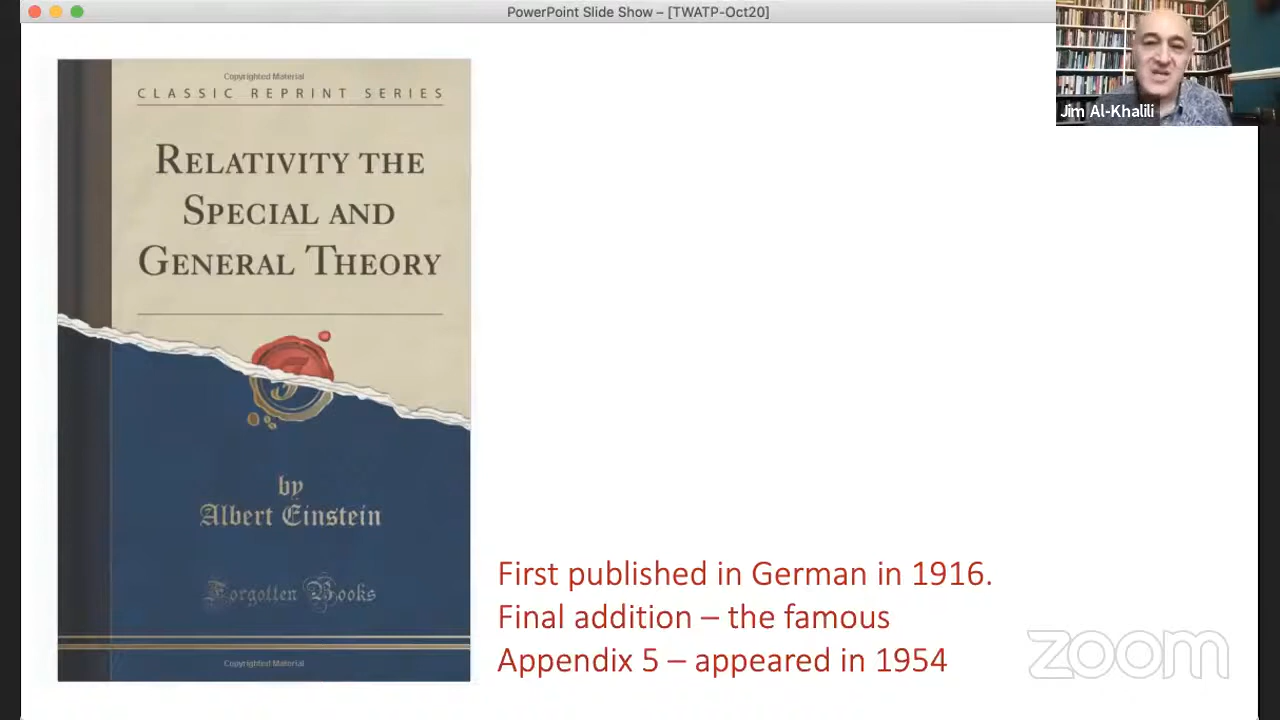 PowerPoint Slide Show – [TWATP-Oct20]
Jim Al-Khalili
Copyrighted Material
CLASSIC REPRINT SERIES
RELATIVITY THE
SPECIAL AND
GENERAL THEORY
by
Albert Einstein
Forgotten Books
Copyrighted Material
First published in German in 1916.
Final addition – the famous
Appendix 5 – appeared in 1954
zoom